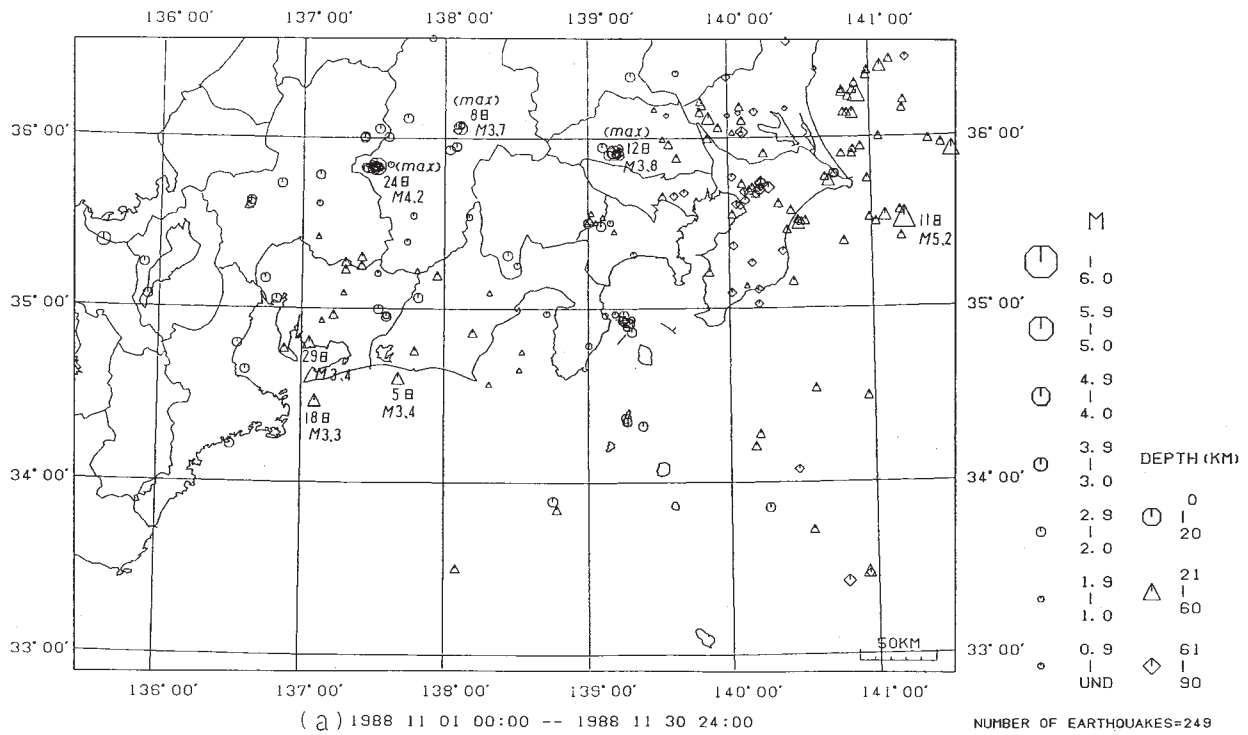 136°00′ 137°00′ 138°00′ 139°00′ 140°00′ 141°00′
36°00′ 36°00′
35°00′ 35°00′
34°00′ 34°00′
33°00′ 33°00′
(max)
8日
M3.7
(max)
12日
M3.8
(max)
24日
M4.2
11日
M5.2
29日
M3.4
18日
M3.3
5日
M3.4
50KM
136°00′ 137°00′ 138°00′ 139°00′ 140°00′ 141°00′
(a) 1988 11 01 00:00 -- 1988 11 30 24:00
M
6.0
5.9
5.0
4.9
4.0
3.9
3.0
2.9
2.0
1.9
1.0
0.9
UND
DEPTH (KM)
0
20
21
60
61
90
NUMBER OF EARTHQUAKES=249